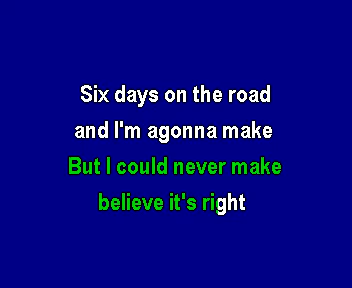 Six days on the road
and I'm agonna make
But I could never make
believe it's right